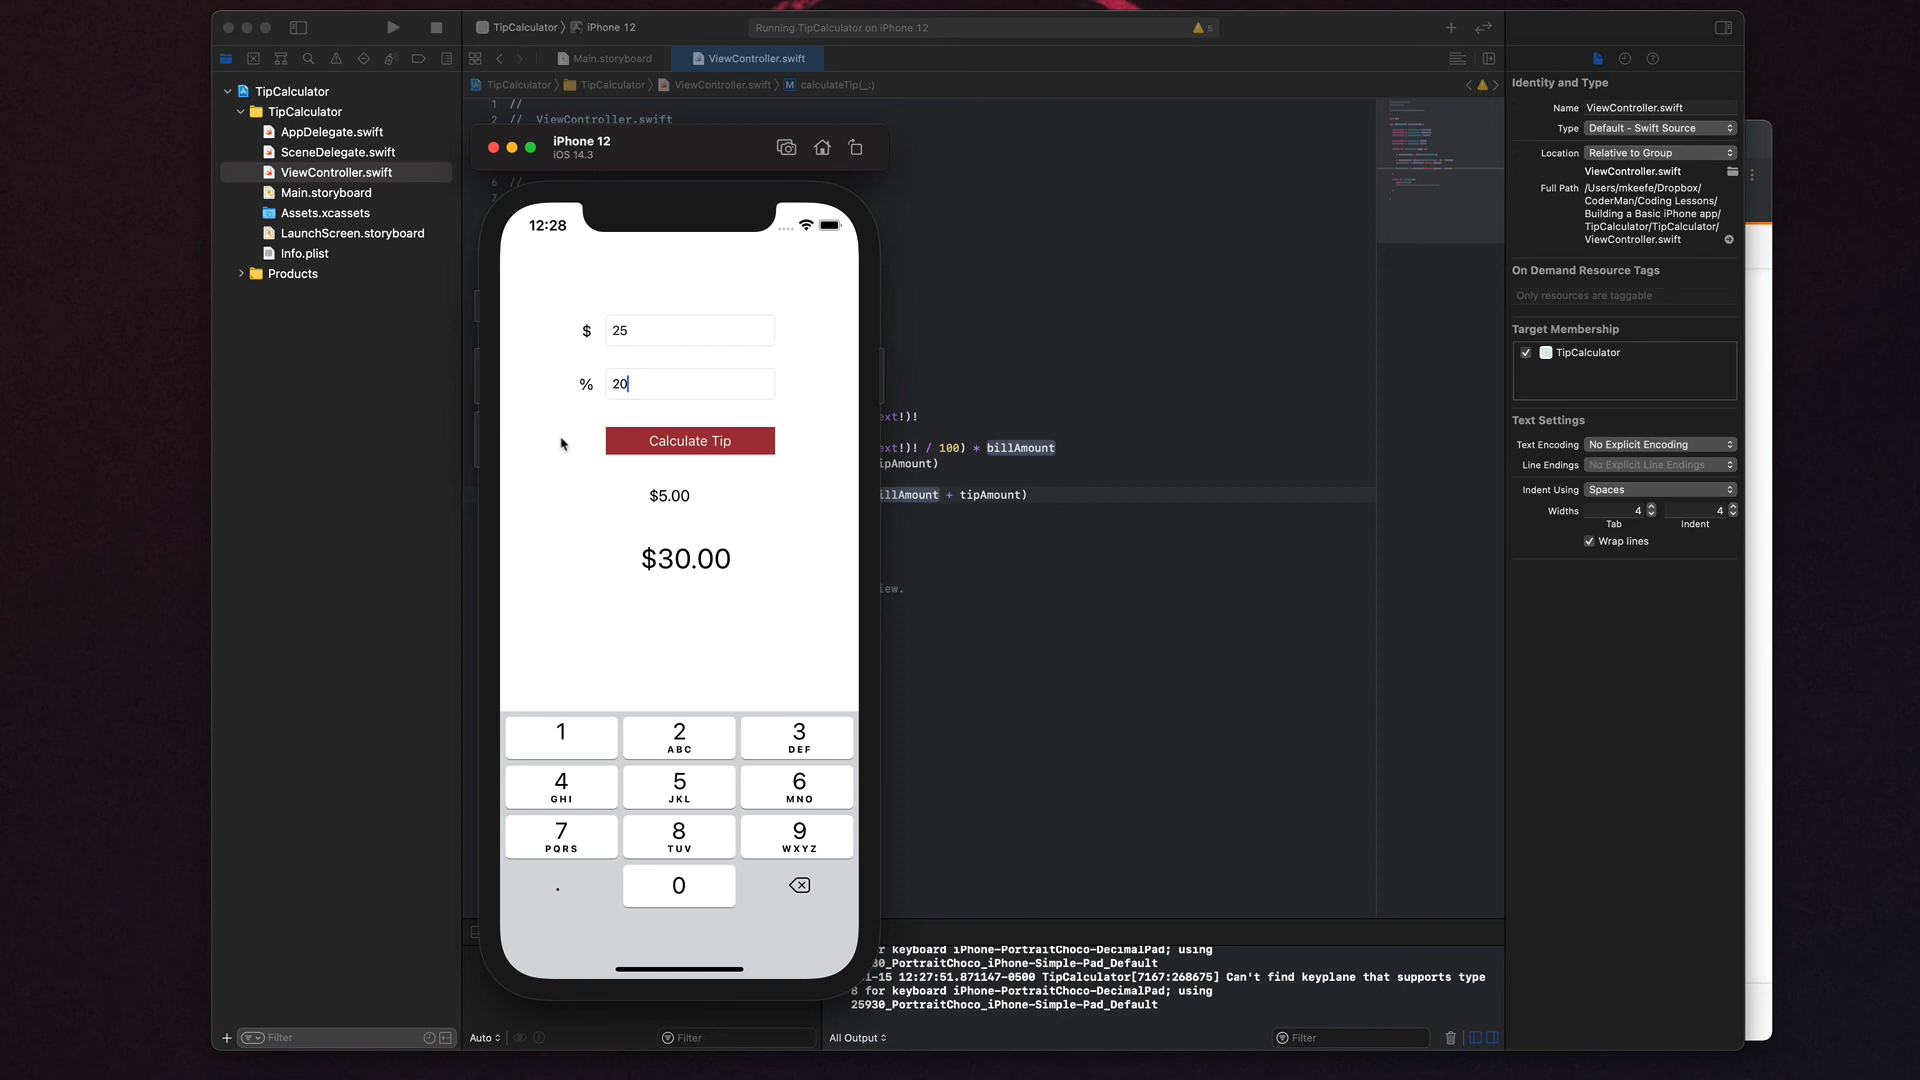 TipCalculator 〉 iPhone 12
Running TipCalculator on iPhone 12
5
Main.storyboard
ViewController.swift
TipCalculator 〉 TipCalculator 〉 ViewController.swift 〉 M calculateTip(_:)
TipCalculator
TipCalculator
AppDelegate.swift
SceneDelegate.swift
ViewController.swift
Main.storyboard
Assets.xcassets
LaunchScreen.storyboard
Info.plist
Products
1 //
2 // ViewController.swift
6 //
7
iPhone 12
iOS 14.3
12:28
$ 25
% 20
Calculate Tip
$5.00
$30.00
1
2
ABC
3
DEF
4
GHI
5
JKL
6
MNO
7
PQRS
8
TUV
9
WXYZ
.
0
ext!)!
ext!)! / 100) * billAmount
ipAmount)
illAmount + tipAmount)
iew.
r keyboard iPhone-PortraitChoco-DecimalPad; using
30_PortraitChoco_iPhone-Simple-Pad_Default
1-15 12:27:51.871147-0500 TipCalculator[7167:268675] Can't find keyplane that supports type
8 for keyboard iPhone-PortraitChoco-DecimalPad; using
25930_PortraitChoco_iPhone-Simple-Pad_Default
Filter
Auto
Filter
All Output
Filter
Identity and Type
Name ViewController.swift
Type Default - Swift Source
Location Relative to Group
ViewController.swift
Full Path /Users/mkeefe/Dropbox/
CoderMan/Coding Lessons/
Building a Basic iPhone app/
TipCalculator/TipCalculator/
ViewController.swift
On Demand Resource Tags
Only resources are taggable
Target Membership
TipCalculator
Text Settings
Text Encoding No Explicit Encoding
Line Endings No Explicit Line Endings
Indent Using Spaces
Widths 4 4
Tab Indent
Wrap lines